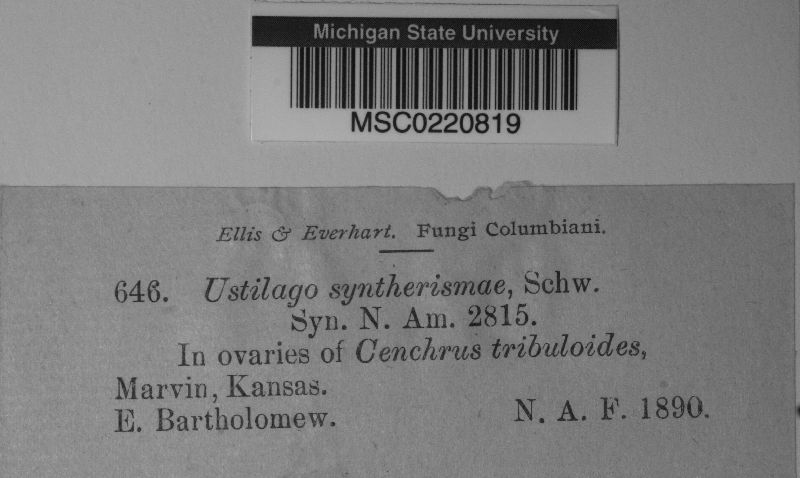 Michigan State University
MSC0220819
Ellis & Everhart. Fungi Columbiani.
646. Ustilago syntherismae, Schw.
Syn. N. Am. 2815.
In ovaries of Cenchrus tribuloides,
Marvin, Kansas.
E. Bartholomew. N. A. F. 1890.